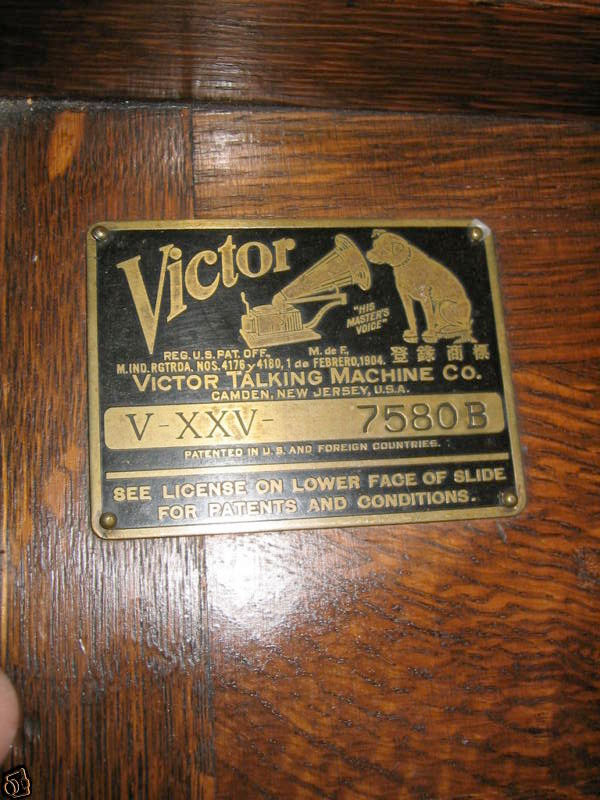 Victor
"HIS
MASTER'S
VOICE"
REG. U.S. PAT. OFF. M. de F.
M. IND. RGTRDA. NOS. 4176 y 4180, 1 de FEBRERO, 1904. 登錄商標
VICTOR TALKING MACHINE CO.
CAMDEN, NEW JERSEY, U.S.A.
V-XXV- 7580 B
PATENTED IN U.S. AND FOREIGN COUNTRIES.
SEE LICENSE ON LOWER FACE OF SLIDE
FOR PATENTS AND CONDITIONS.